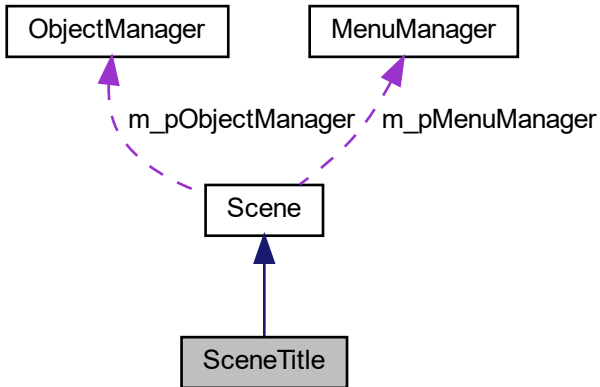 ObjectManager
MenuManager
m_pObjectManager
m_pMenuManager
Scene
SceneTitle